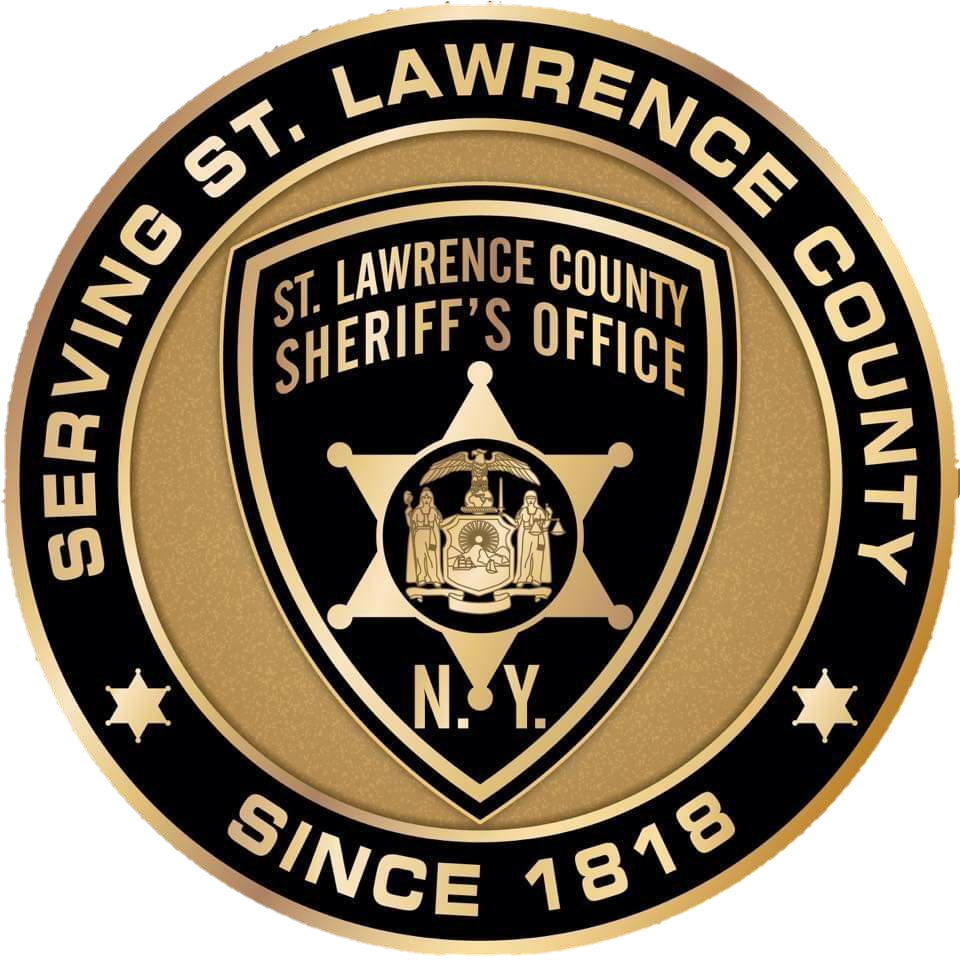 SERVING ST. LAWRENCE COUNTY
ST. LAWRENCE COUNTY
SHERIFF'S OFFICE
N. Y.
SINCE 1818